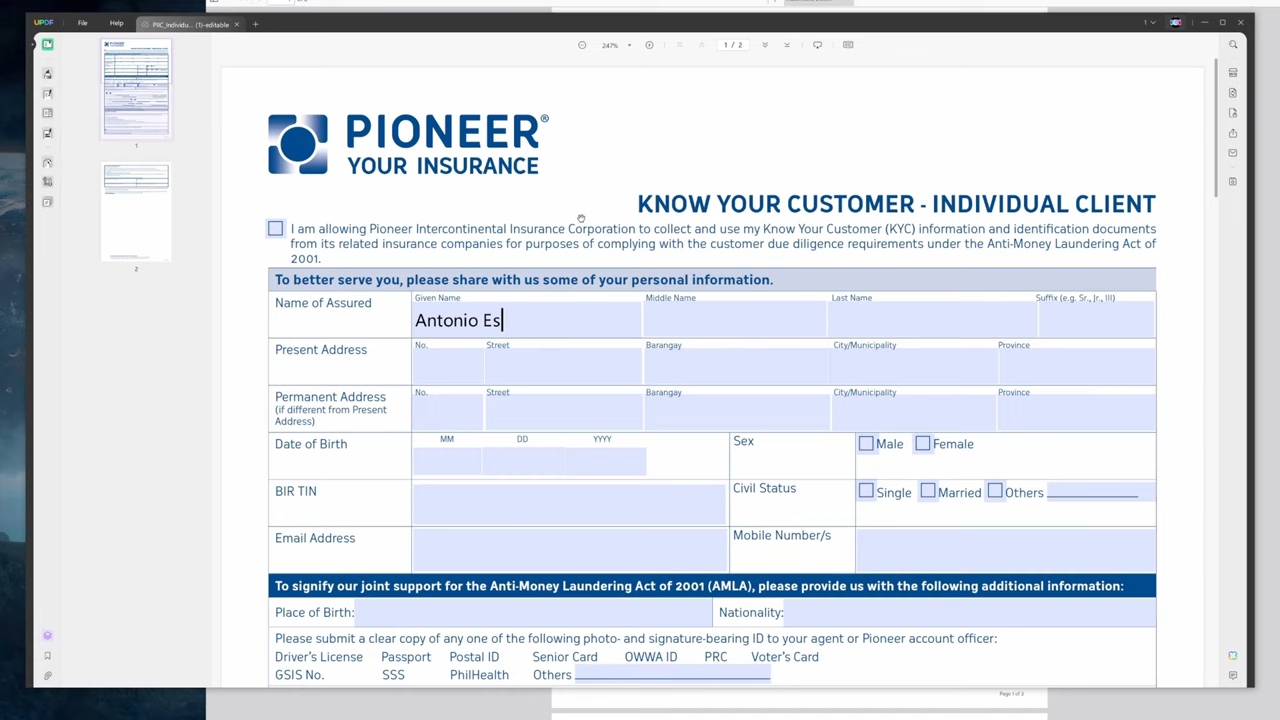 UPDF File Help PIIC_Individu... (1)-editable × +
1
247% 1 / 2
1
2
PIONEER®
YOUR INSURANCE
KNOW YOUR CUSTOMER - INDIVIDUAL CLIENT
I am allowing Pioneer Intercontinental Insurance Corporation to collect and use my Know Your Customer (KYC) information and identification documents
from its related insurance companies for purposes of complying with the customer due diligence requirements under the Anti-Money Laundering Act of
2001.
To better serve you, please share with us some of your personal information.
Name of Assured Given Name Middle Name Last Name Suffix (e.g. Sr., Jr., III)
Antonio Es
Present Address No. Street Barangay City/Municipality Province
Permanent Address No. Street Barangay City/Municipality Province
(if different from Present
Address)
Date of Birth MM DD YYYY Sex Male Female
BIR TIN Civil Status Single Married Others
Email Address Mobile Number/s
To signify our joint support for the Anti-Money Laundering Act of 2001 (AMLA), please provide us with the following additional information:
Place of Birth: Nationality:
Please submit a clear copy of any one of the following photo- and signature-bearing ID to your agent or Pioneer account officer:
Driver's License Passport Postal ID Senior Card OWWA ID PRC Voter's Card
GSIS No. SSS PhilHealth Others
Page 1 of 2